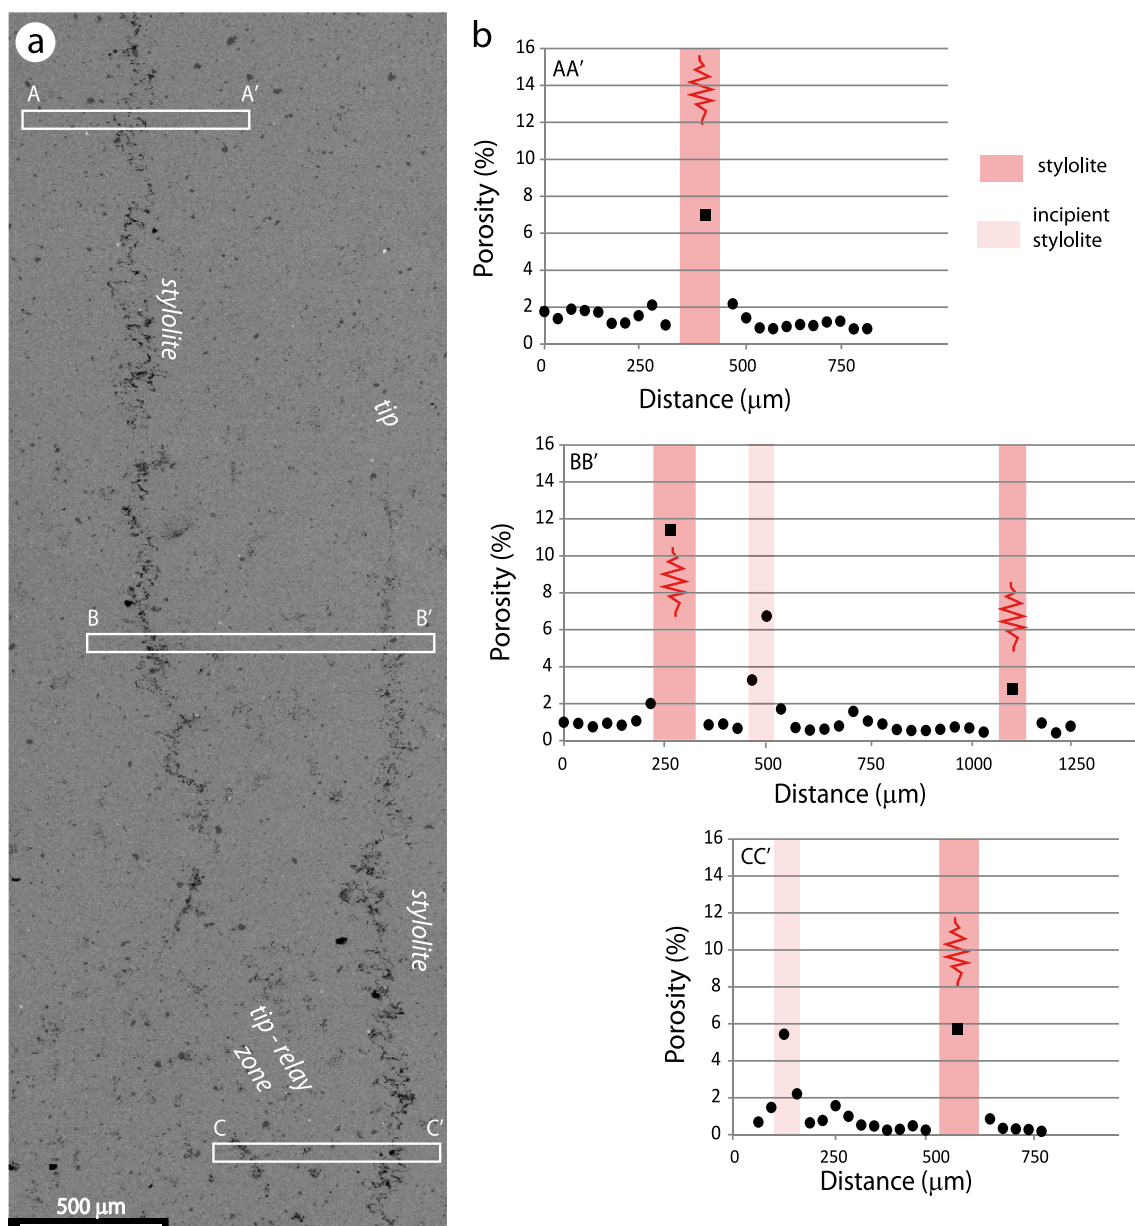 a
A A'
stylolite
tip
B B'
stylolite
tip - relay
zone
C C'
500 μm
b
AA'
Porosity (%)
16
14
12
10
8
6
4
2
0
0 250 500 750
Distance (μm)
stylolite
incipient
stylolite
BB'
Porosity (%)
16
14
12
10
8
6
4
2
0
0 250 500 750 1000 1250
Distance (μm)
CC'
Porosity (%)
16
14
12
10
8
6
4
2
0
0 250 500 750
Distance (μm)